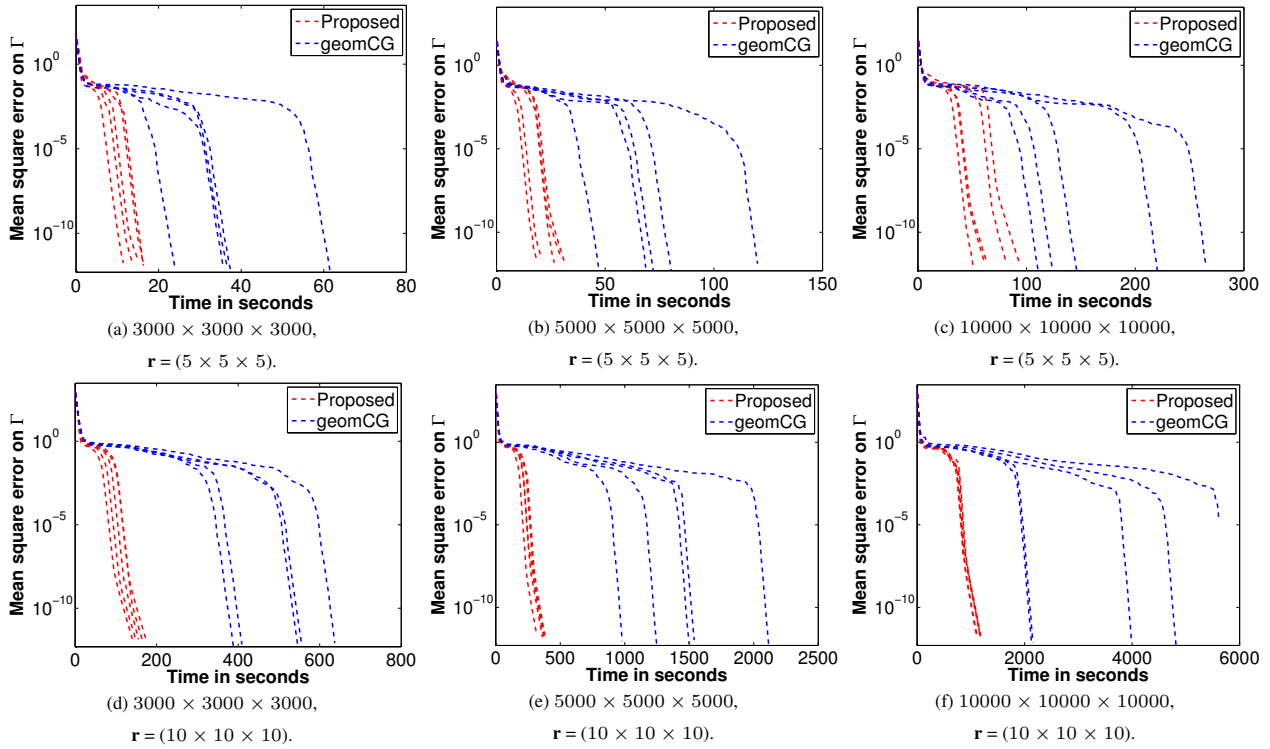 Mean square error on Γ
10^0
10^-5
10^-10
0 20 40 60 80
Time in seconds
Proposed
geomCG
(a) 3000 × 3000 × 3000,
r = (5 × 5 × 5).
Mean square error on Γ
10^0
10^-5
10^-10
0 50 100 150
Time in seconds
Proposed
geomCG
(b) 5000 × 5000 × 5000,
r = (5 × 5 × 5).
Mean square error on Γ
10^0
10^-5
10^-10
0 100 200 300
Time in seconds
Proposed
geomCG
(c) 10000 × 10000 × 10000,
r = (5 × 5 × 5).
Mean square error on Γ
10^0
10^-5
10^-10
0 200 400 600 800
Time in seconds
Proposed
geomCG
(d) 3000 × 3000 × 3000,
r = (10 × 10 × 10).
Mean square error on Γ
10^0
10^-5
10^-10
0 500 1000 1500 2000 2500
Time in seconds
Proposed
geomCG
(e) 5000 × 5000 × 5000,
r = (10 × 10 × 10).
Mean square error on Γ
10^0
10^-5
10^-10
0 2000 4000 6000
Time in seconds
Proposed
geomCG
(f) 10000 × 10000 × 10000,
r = (10 × 10 × 10).